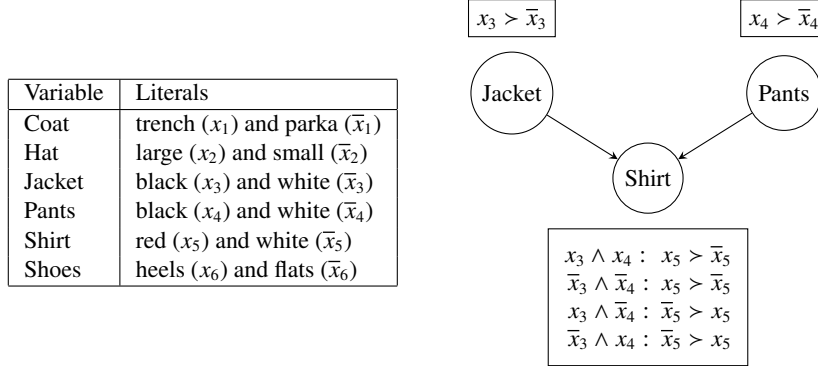 Variable Literals
Coat trench (x₁) and parka (x̅₁)
Hat large (x₂) and small (x̅₂)
Jacket black (x₃) and white (x̅₃)
Pants black (x₄) and white (x̅₄)
Shirt red (x₅) and white (x̅₅)
Shoes heels (x₆) and flats (x̅₆)
x₃ ≻ x̅₃
x₄ ≻ x̅₄
Jacket
Pants
Shirt
x₃ ∧ x₄ : x₅ ≻ x̅₅
x̅₃ ∧ x̅₄ : x₅ ≻ x̅₅
x₃ ∧ x̅₄ : x̅₅ ≻ x₅
x̅₃ ∧ x₄ : x̅₅ ≻ x₅